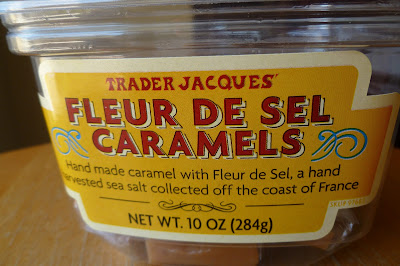 TRADER JACQUES'
FLEUR DE SEL
CARAMELS
Hand made caramel with Fleur de Sel, a hand
harvested sea salt collected off the coast of France
NET WT. 10 OZ (284g)